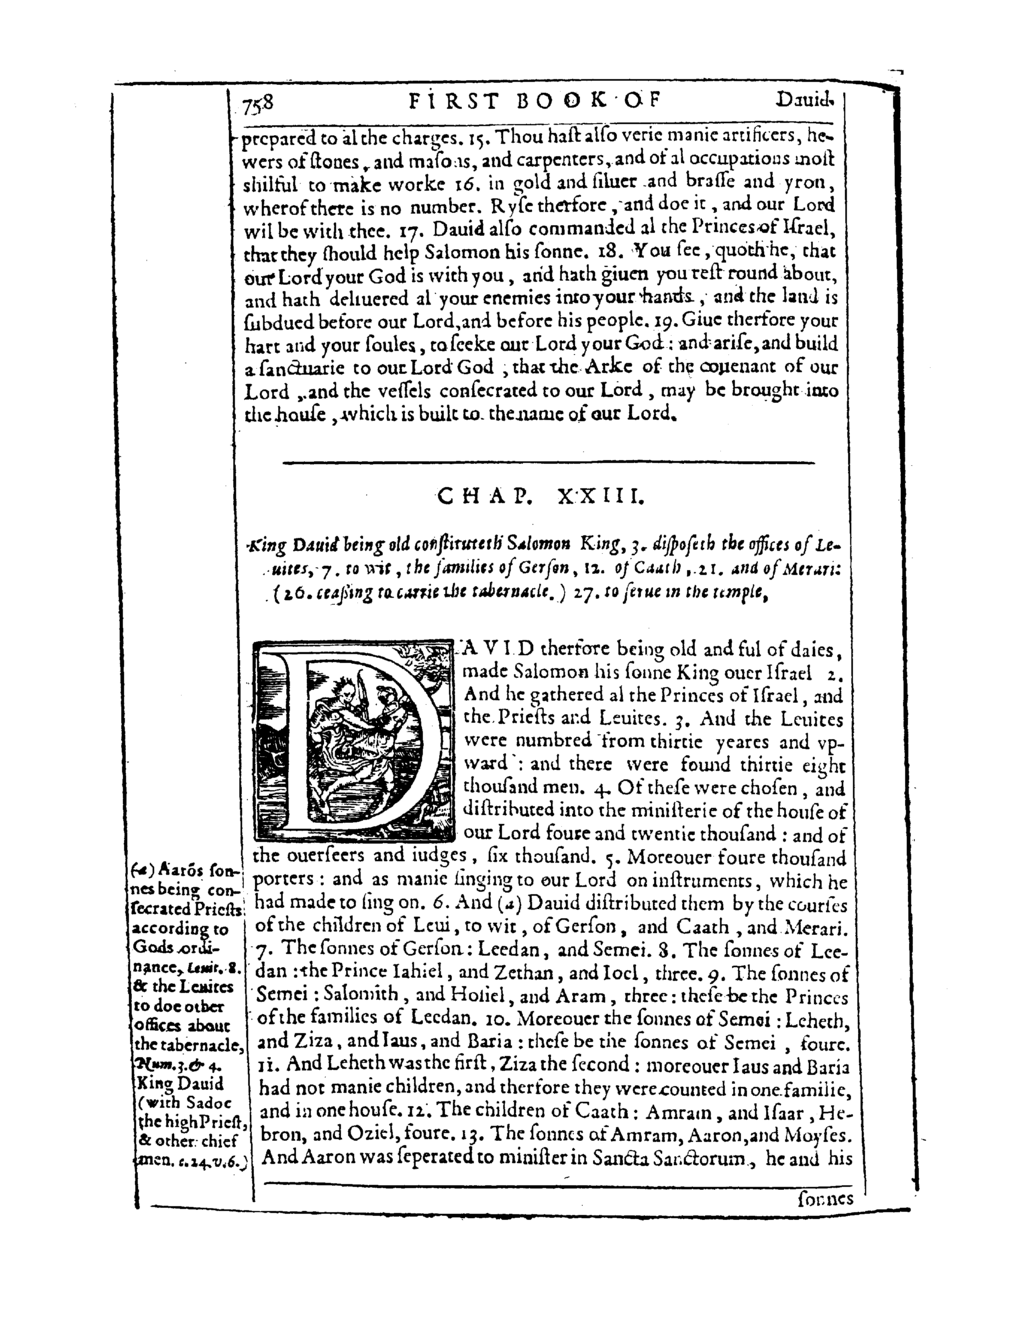 758 FIRST BOOK OF Dauid.
prepared to al the charges. 15. Thou haſt alſo verie manie artificers, he-
wers of ſtones, and maſons, and carpenters, and of al occupations moſt
skilful to make worke 16. in gold and ſiluer and braſſe and yron,
wherof there is no number. Ryſe therfore, and doe it, and our Lord
wil be with thee. 17. Dauid alſo commanded al the Princes of Iſrael,
that they ſhould help Salomon his ſonne. 18. You ſee, quoth he, that
our Lord your God is with you, and hath giuen you reſt round about,
and hath deliuered al your enemies into your hands, and the land is
ſubdued before our Lord, and before his people. 19. Giue therfore your
hart and your ſoules, to ſeeke our Lord your God: and ariſe, and build
a ſanctuarie to our Lord God, that the Arke of the couenant of our
Lord, and the veſſels conſecrated to our Lord, may be brought into
the houſe, which is built to the name of our Lord.
CHAP. XXIII.
King Dauid being old conſtituteth Salomon King, 3. diſpoſeth the offices of Le-
uites, 7. to wit, the families of Gerſon, 12. of Caath, 21. and of Merari:
(26. ceaſing to carrie the tabernacle.) 27. to ſerue in the temple,
DAVID therfore being old and ful of daies,
made Salomon his ſonne King ouer Iſrael 2.
And he gathered al the Princes of Iſrael, and
the Prieſts and Leuites. 3. And the Leuites
were numbred from thirtie yeares and vp-
ward: and there were found thirtie eight
thouſand men. 4. Of theſe were choſen, and
diſtributed into the miniſterie of the houſe of
our Lord foure and twentie thouſand: and of
the ouerſeers and iudges, ſix thouſand. 5. Moreouer foure thouſand
porters: and as manie ſinging to our Lord on inſtruments, which he
had made to ſing on. 6. And (a) Dauid diſtributed them by the courſes
of the children of Leui, to wit, of Gerſon, and Caath, and Merari.
7. The ſonnes of Gerſon: Leedan, and Semei. 8. The ſonnes of Lee-
dan: the Prince Iahiel, and Zethan, and Ioel, three. 9. The ſonnes of
Semei: Salomith, and Hoſiel, and Aram, three: theſe be the Princes
of the families of Leedan. 10. Moreouer the ſonnes of Semei: Leheth,
and Ziza, and Iaus, and Baria: theſe be the ſonnes of Semei, foure.
11. And Leheth was the firſt, Ziza the ſecond: moreouer Iaus and Baria
had not manie children, and therfore they were counted in one familie,
and in one houſe. 12. The children of Caath: Amram, and Iſaar, He-
bron, and Oziel, foure. 13. The ſonnes of Amram, Aaron, and Moyſes.
And Aaron was ſeperated to miniſter in Sancta Sanctorum, he and his
ſonnes
(a) Aarōs ſon-
nes being con-
ſecrated Prieſts
according to
Gods ordi-
nance, Leuit. 8.
& the Leuites
to doe other
offices about
the tabernacle,
Num. 3. & 4.
King Dauid
(with Sadoc
the high Prieſt,
& other chief
men. c. 24. v. 6.)